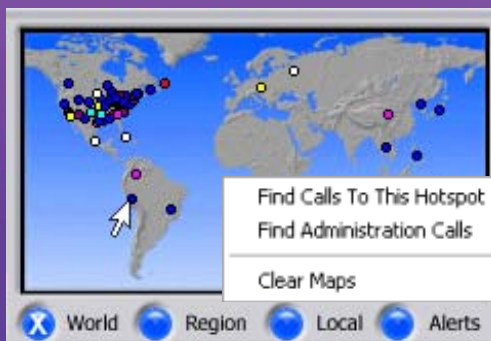 Find Calls To This Hotspot
Find Administration Calls
Clear Maps
X World Region Local Alerts